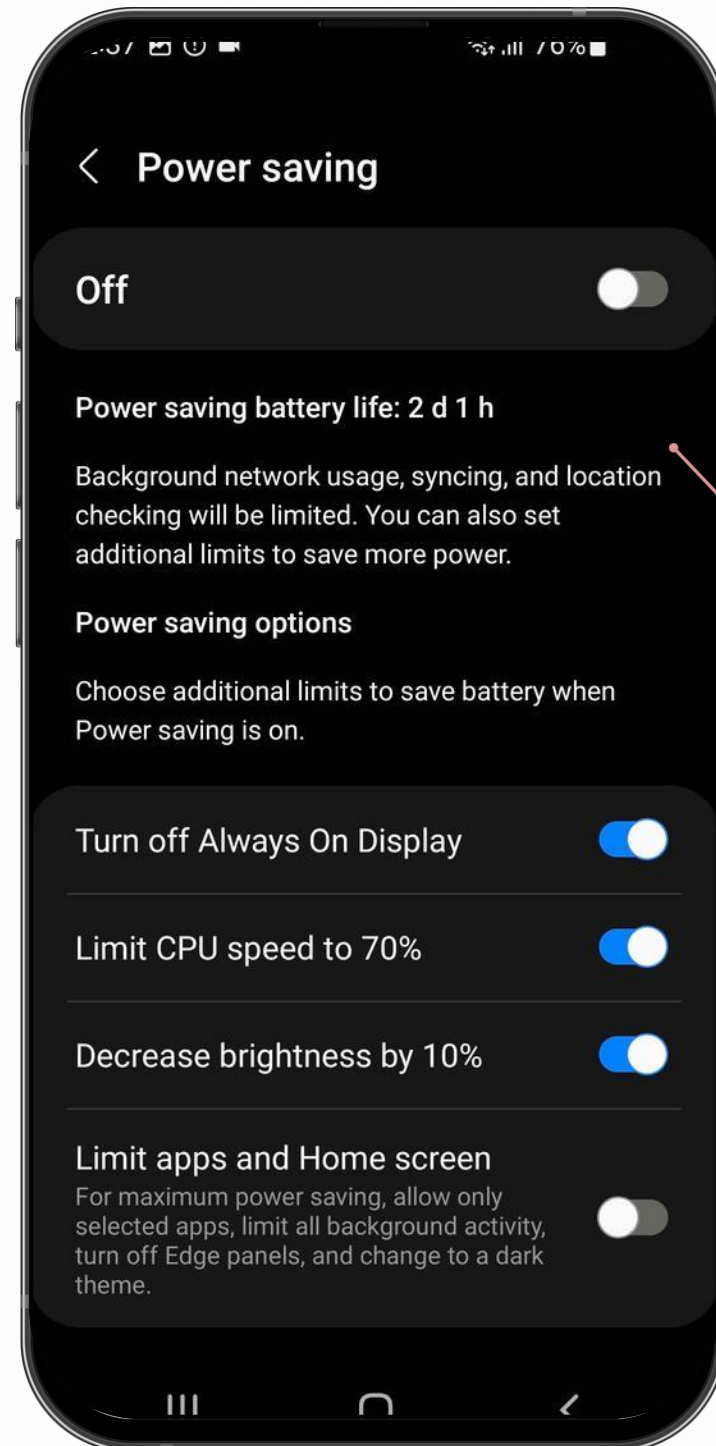 76%
Power saving
Off
Power saving battery life: 2 d 1 h
Background network usage, syncing, and location
checking will be limited. You can also set
additional limits to save more power.
Power saving options
Choose additional limits to save battery when
Power saving is on.
Turn off Always On Display
Limit CPU speed to 70%
Decrease brightness by 10%
Limit apps and Home screen
For maximum power saving, allow only
selected apps, limit all background activity,
turn off Edge panels, and change to a dark
theme.